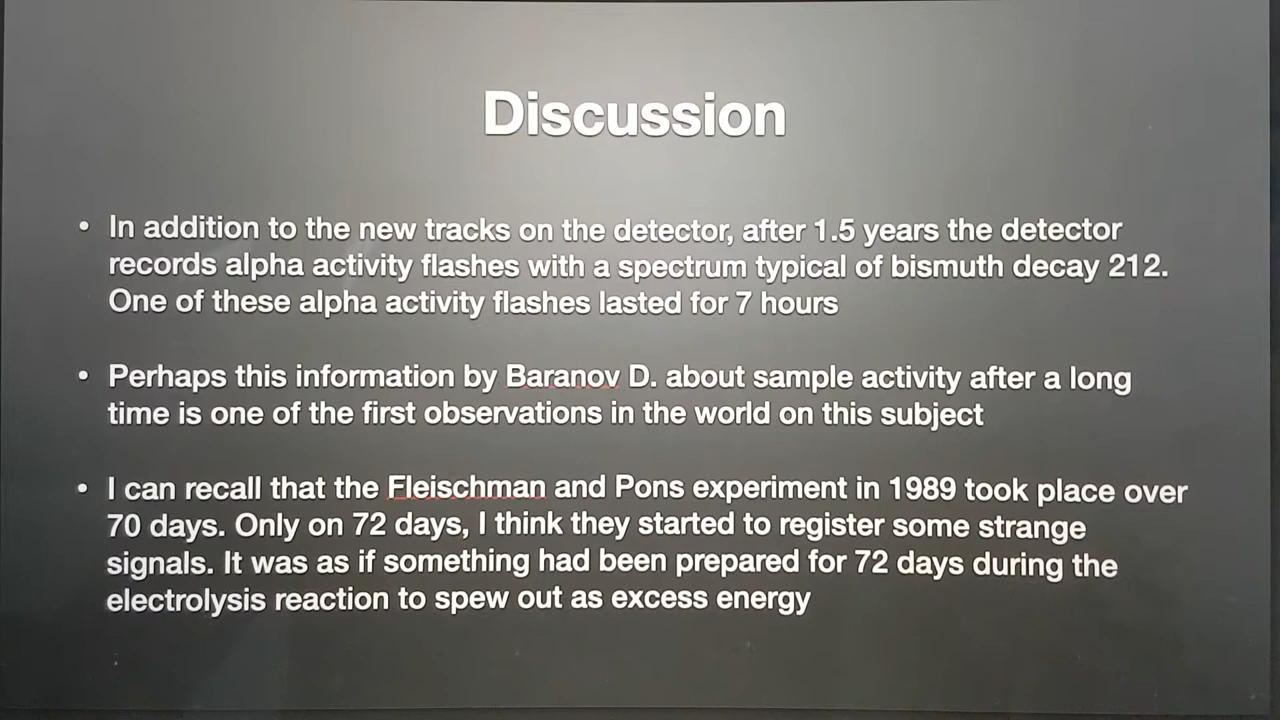 Discussion
• In addition to the new tracks on the detector, after 1.5 years the detector
records alpha activity flashes with a spectrum typical of bismuth decay 212.
One of these alpha activity flashes lasted for 7 hours
• Perhaps this information by Baranov D. about sample activity after a long
time is one of the first observations in the world on this subject
• I can recall that the Fleischman and Pons experiment in 1989 took place over
70 days. Only on 72 days, I think they started to register some strange
signals. It was as if something had been prepared for 72 days during the
electrolysis reaction to spew out as excess energy